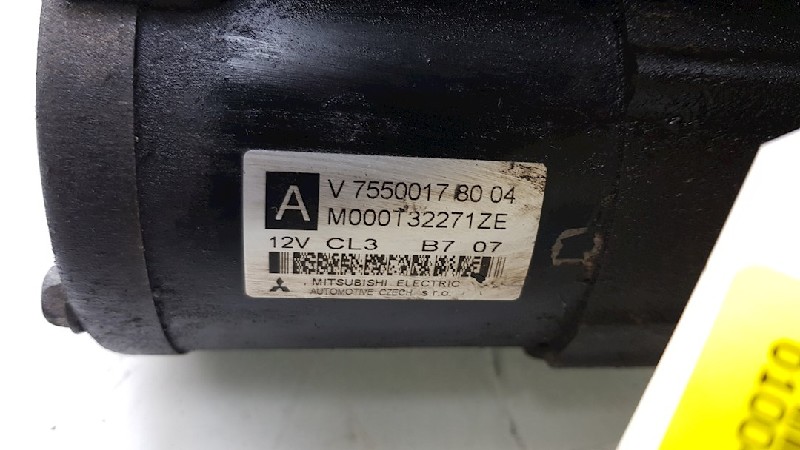 A
V 7550017 80 04
M000T32271ZE
12V CL3 B7 07
MITSUBISHI ELECTRIC
AUTOMOTIVE CZECH s.r.o.